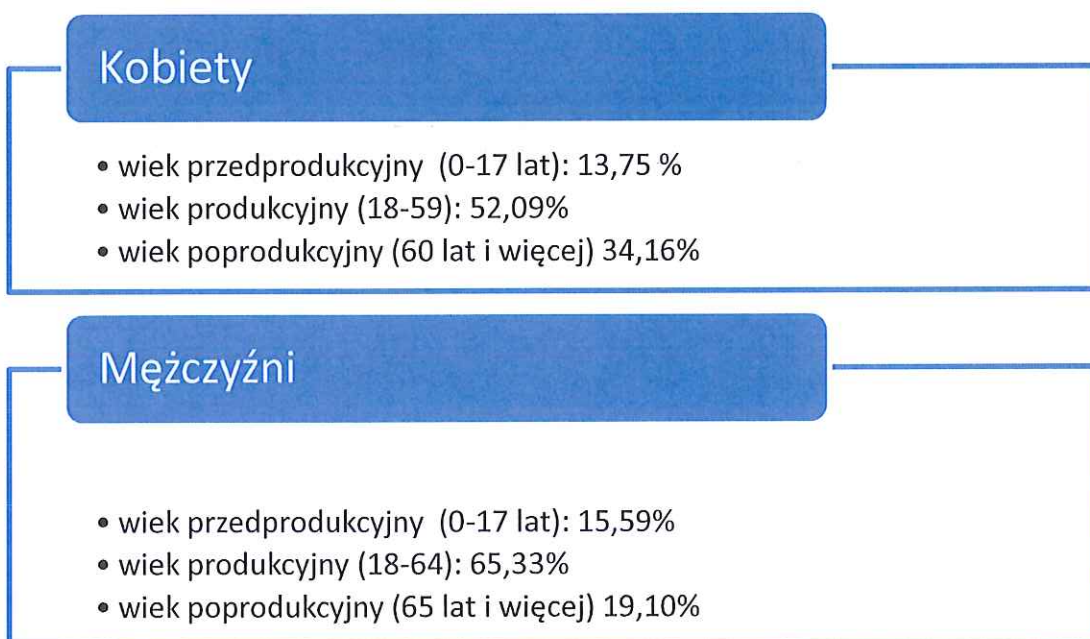 Kobiety
• wiek przedprodukcyjny (0-17 lat): 13,75 %
• wiek produkcyjny (18-59): 52,09%
• wiek poprodukcyjny (60 lat i więcej) 34,16%
Mężczyźni
• wiek przedprodukcyjny (0-17 lat): 15,59%
• wiek produkcyjny (18-64): 65,33%
• wiek poprodukcyjny (65 lat i więcej) 19,10%